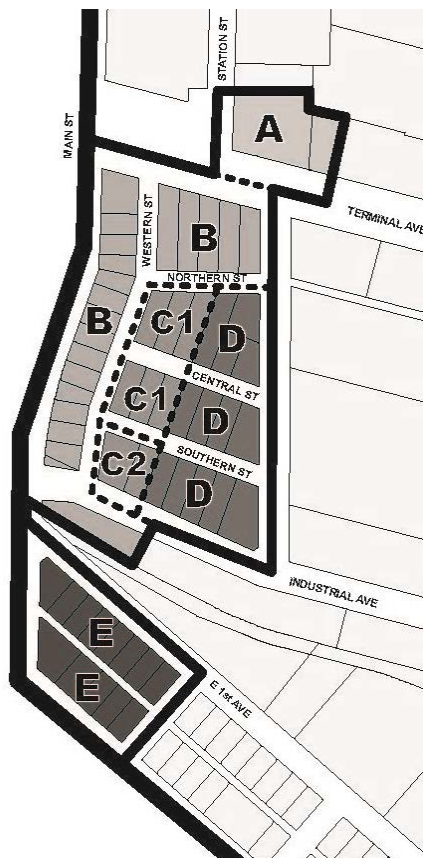 STATION ST
MAIN ST
A
TERMINAL AVE
WESTERN ST
B
NORTHERN ST
B
C1
D
CENTRAL ST
C1
D
SOUTHERN ST
C2
D
INDUSTRIAL AVE
E
E
E 1st AVE